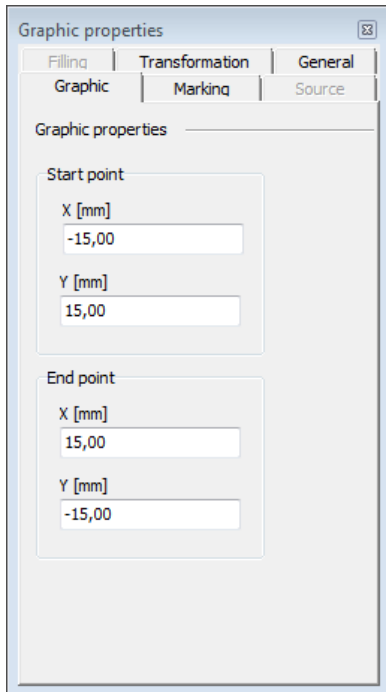 Graphic properties
Filling Transformation General
Graphic Marking Source
Graphic properties
Start point
X [mm]
-15,00
Y [mm]
15,00
End point
X [mm]
15,00
Y [mm]
-15,00